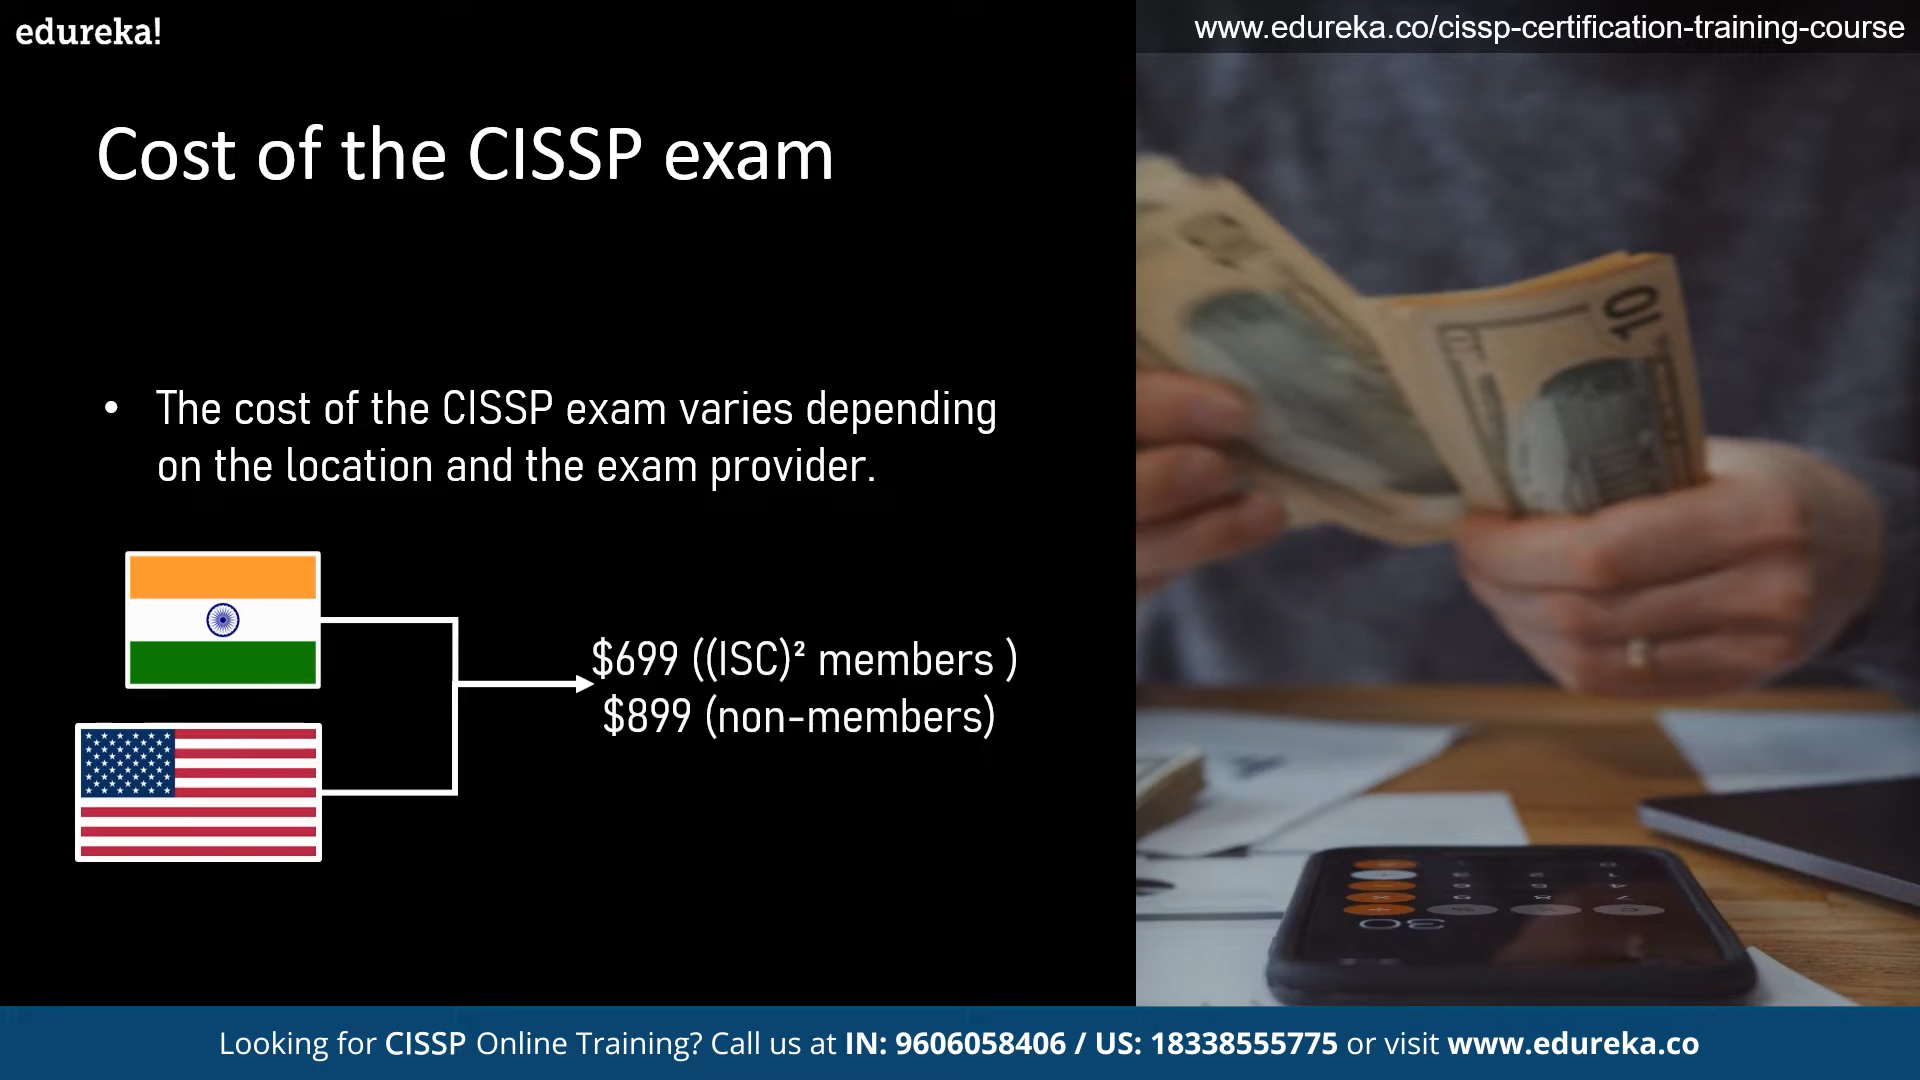 edureka!
www.edureka.co/cissp-certification-training-course
Cost of the CISSP exam
• The cost of the CISSP exam varies depending
on the location and the exam provider.
$699 ((ISC)² members )
$899 (non-members)
10
30
Looking for CISSP Online Training? Call us at IN: 9606058406 / US: 18338555775 or visit www.edureka.co